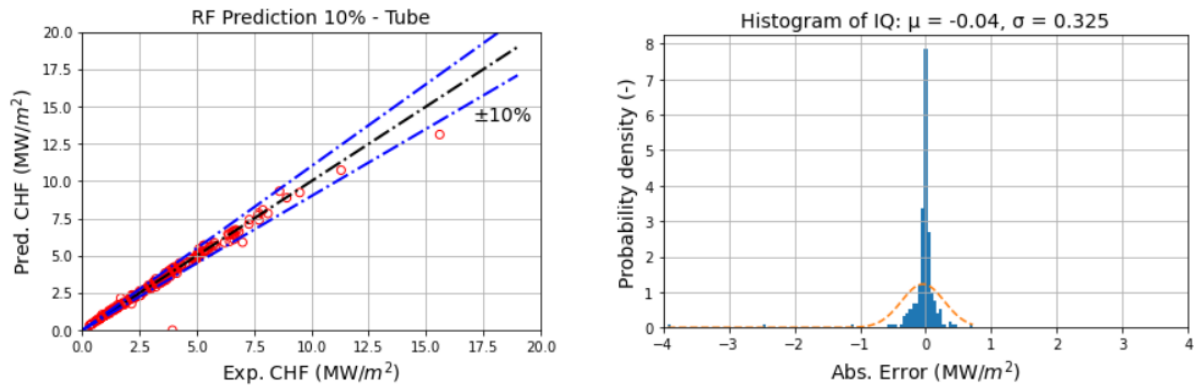 RF Prediction 10% - Tube
20.0
17.5
15.0
12.5
10.0
7.5
5.0
2.5
0.0
Pred. CHF (MW/m²)
±10%
0.0 2.5 5.0 7.5 10.0 12.5 15.0 17.5 20.0
Exp. CHF (MW/m²)
Histogram of IQ: μ = -0.04, σ = 0.325
8
7
6
5
4
3
2
1
0
Probability density (-)
−4 −3 −2 −1 0 1 2 3 4
Abs. Error (MW/m²)